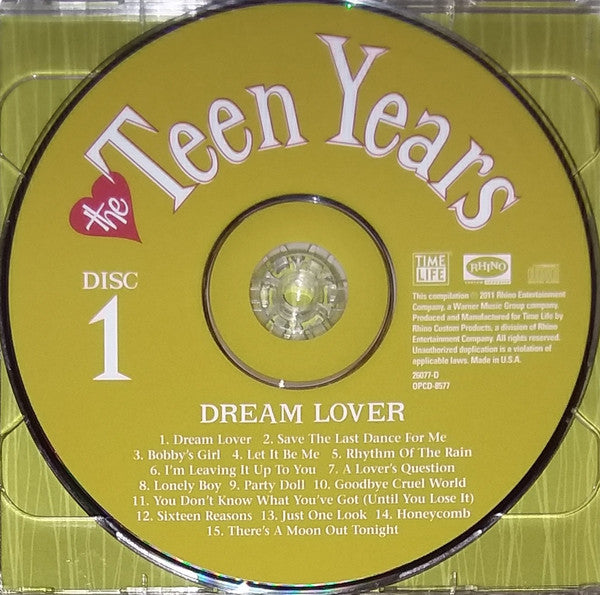 the Teen Years
DISC
1
TIME
LIFE
RHINO
This compilation ℗ 2011 Rhino Entertainment
Company, a Warner Music Group company.
Produced and Manufactured for Time Life by
Rhino Custom Products, a division of Rhino
Entertainment Company. All rights reserved.
Unauthorized duplication is a violation of
applicable laws. Made in U.S.A.
26077-D
OPCD-8577
DREAM LOVER
1. Dream Lover 2. Save The Last Dance For Me
3. Bobby's Girl 4. Let It Be Me 5. Rhythm Of The Rain
6. I'm Leaving It Up To You 7. A Lover's Question
8. Lonely Boy 9. Party Doll 10. Goodbye Cruel World
11. You Don't Know What You've Got (Until You Lose It)
12. Sixteen Reasons 13. Just One Look 14. Honeycomb
15. There's A Moon Out Tonight